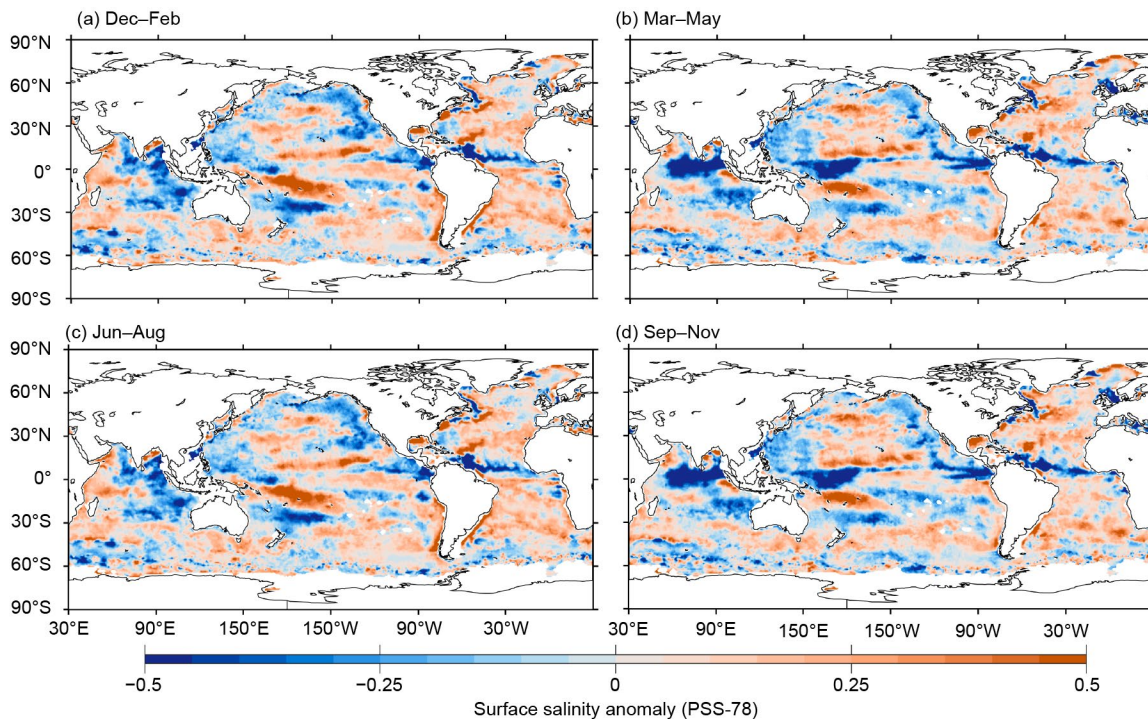 (a) Dec–Feb
(b) Mar–May
90°N
60°N
30°N
0°
30°S
60°S
90°S
(c) Jun–Aug
(d) Sep–Nov
90°N
60°N
30°N
0°
30°S
60°S
90°S
30°E 90°E 150°E 150°W 90°W 30°W 30°E 90°E 150°E 150°W 90°W 30°W
−0.5 −0.25 0 0.25 0.5
Surface salinity anomaly (PSS-78)